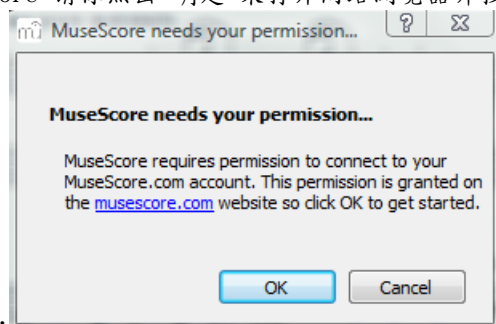 MuseScore needs your permission...
MuseScore needs your permission...
MuseScore requires permission to connect to your
MuseScore.com account. This permission is granted on
the musescore.com website so click OK to get started.
OK Cancel